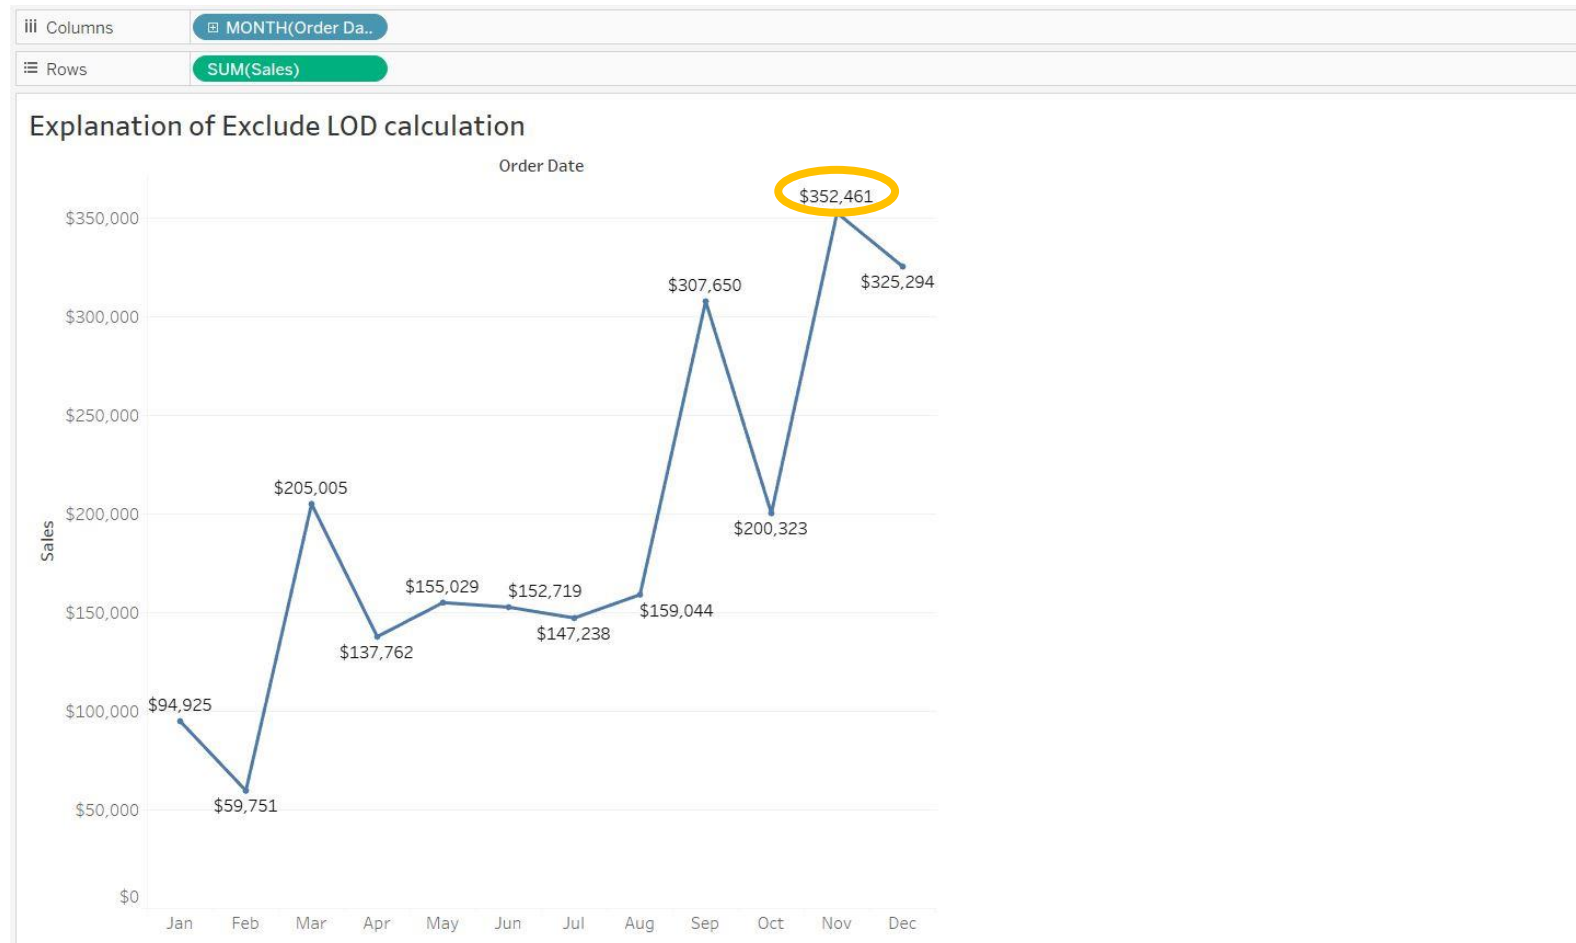 Columns
MONTH(Order Da..
Rows
SUM(Sales)
Explanation of Exclude LOD calculation
Order Date
$352,461
$350,000
$325,294
$307,650
$300,000
$250,000
$205,005
$200,000
$200,323
Sales
$155,029
$152,719
$150,000
$159,044
$147,238
$137,762
$94,925
$100,000
$59,751
$50,000
$0
Jan Feb Mar Apr May Jun Jul Aug Sep Oct Nov Dec